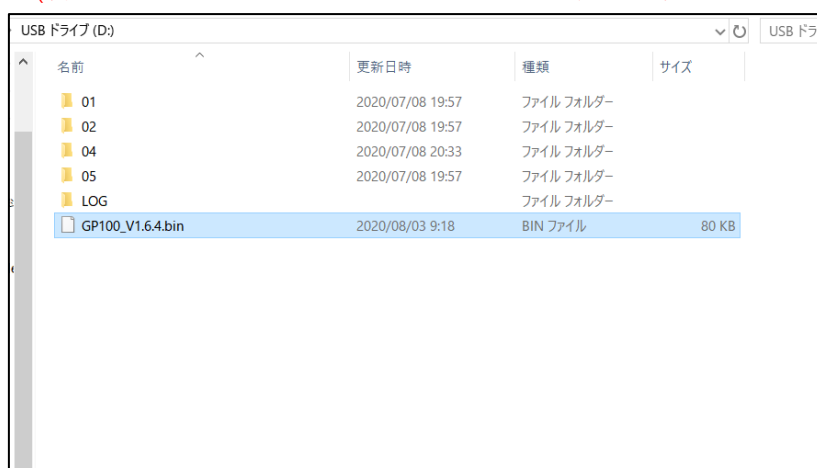 USB ドライブ (D:)
USB ドラ
名前 更新日時 種類 サイズ
01 2020/07/08 19:57 ファイル フォルダー
02 2020/07/08 19:57 ファイル フォルダー
04 2020/07/08 20:33 ファイル フォルダー
05 2020/07/08 19:57 ファイル フォルダー
LOG ファイル フォルダー
GP100_V1.6.4.bin 2020/08/03 9:18 BIN ファイル 80 KB